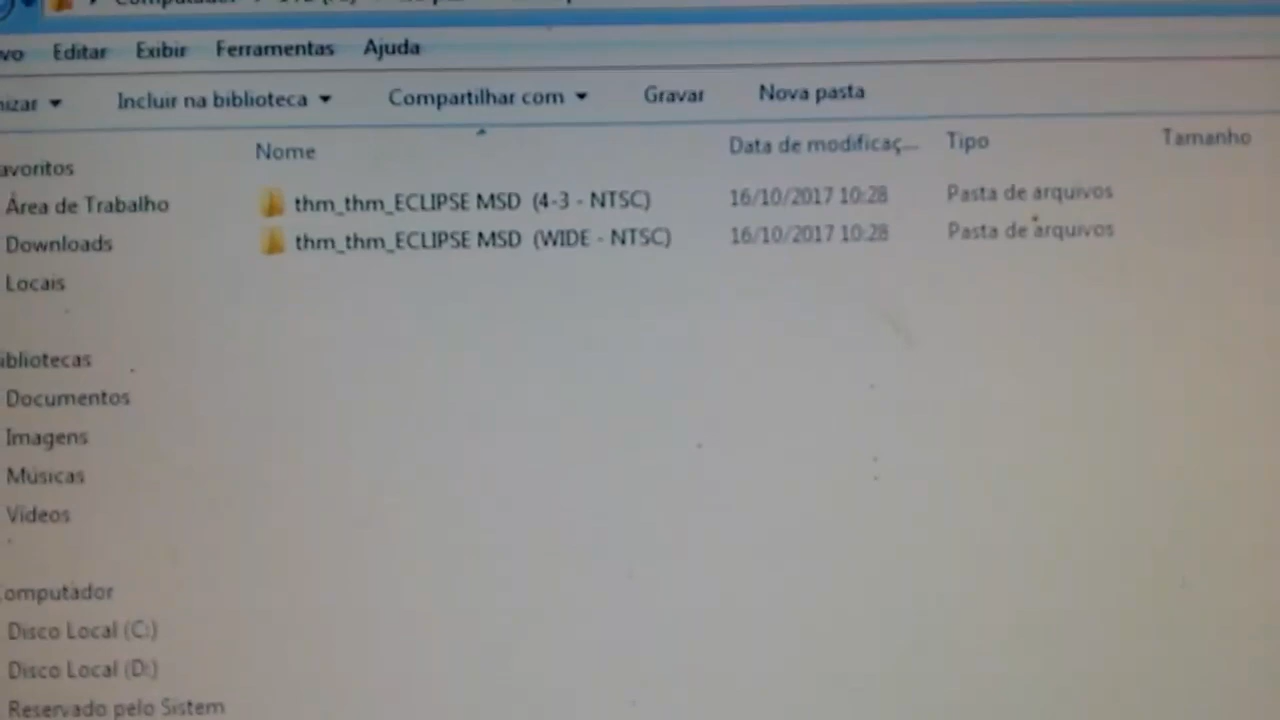 Editar Exibir Ferramentas Ajuda
Incluir na biblioteca Compartilhar com Gravar Nova pasta
Nome Data de modificaç... Tipo Tamanho
avoritos
Área de Trabalho
Downloads
Locais
thm_thm_ECLIPSE MSD (4-3 - NTSC) 16/10/2017 10:28 Pasta de arquivos
thm_thm_ECLIPSE MSD (WIDE - NTSC) 16/10/2017 10:28 Pasta de arquivos
ibliotecas
Documentos
Imagens
Músicas
Vídeos
omputador
Disco Local (C:)
Disco Local (D:)
Reservado pelo Sistem